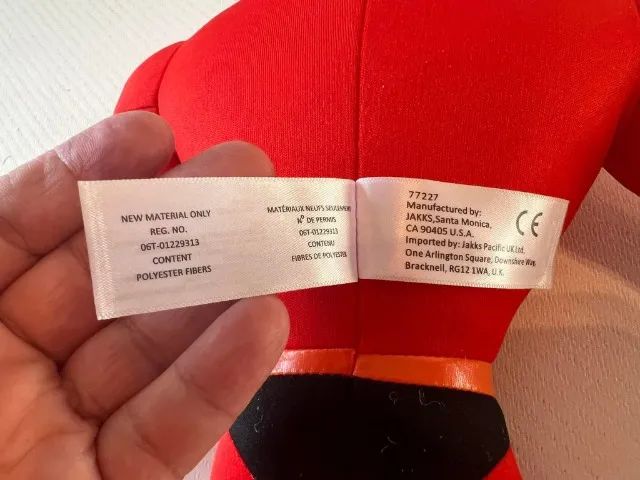 NEW MATERIAL ONLY
REG. NO.
06T-01229313
CONTENT
POLYESTER FIBERS
MATÉRIAUX NEUFS SEULEMENT
Nº DE PERMIS
06T-01229313
CONTENU
FIBRES DE POLYESTER
77227
Manufactured by:
JAKKS,Santa Monica,
CA 90405 U.S.A.
Imported by: Jakks Pacific UK Ltd.
One Arlington Square, Downshire Way,
Bracknell, RG12 1WA, U.K.
CE